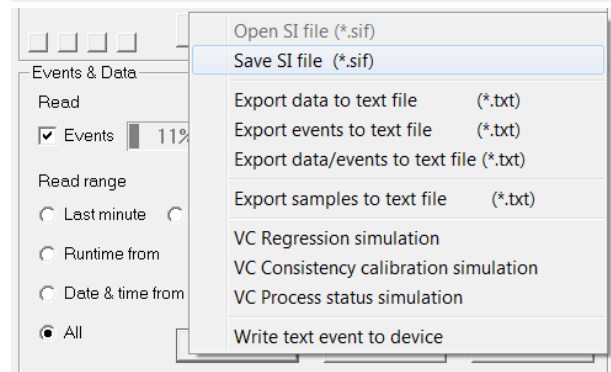 Open SI file (*.sif)
Save SI file (*.sif)
Events & Data
Read
Export data to text file (*.txt)
Events 11%
Export events to text file (*.txt)
Export data/events to text file (*.txt)
Read range
Export samples to text file (*.txt)
Last minute
VC Regression simulation
Runtime from
VC Consistency calibration simulation
Date & time from
VC Process status simulation
All
Write text event to device